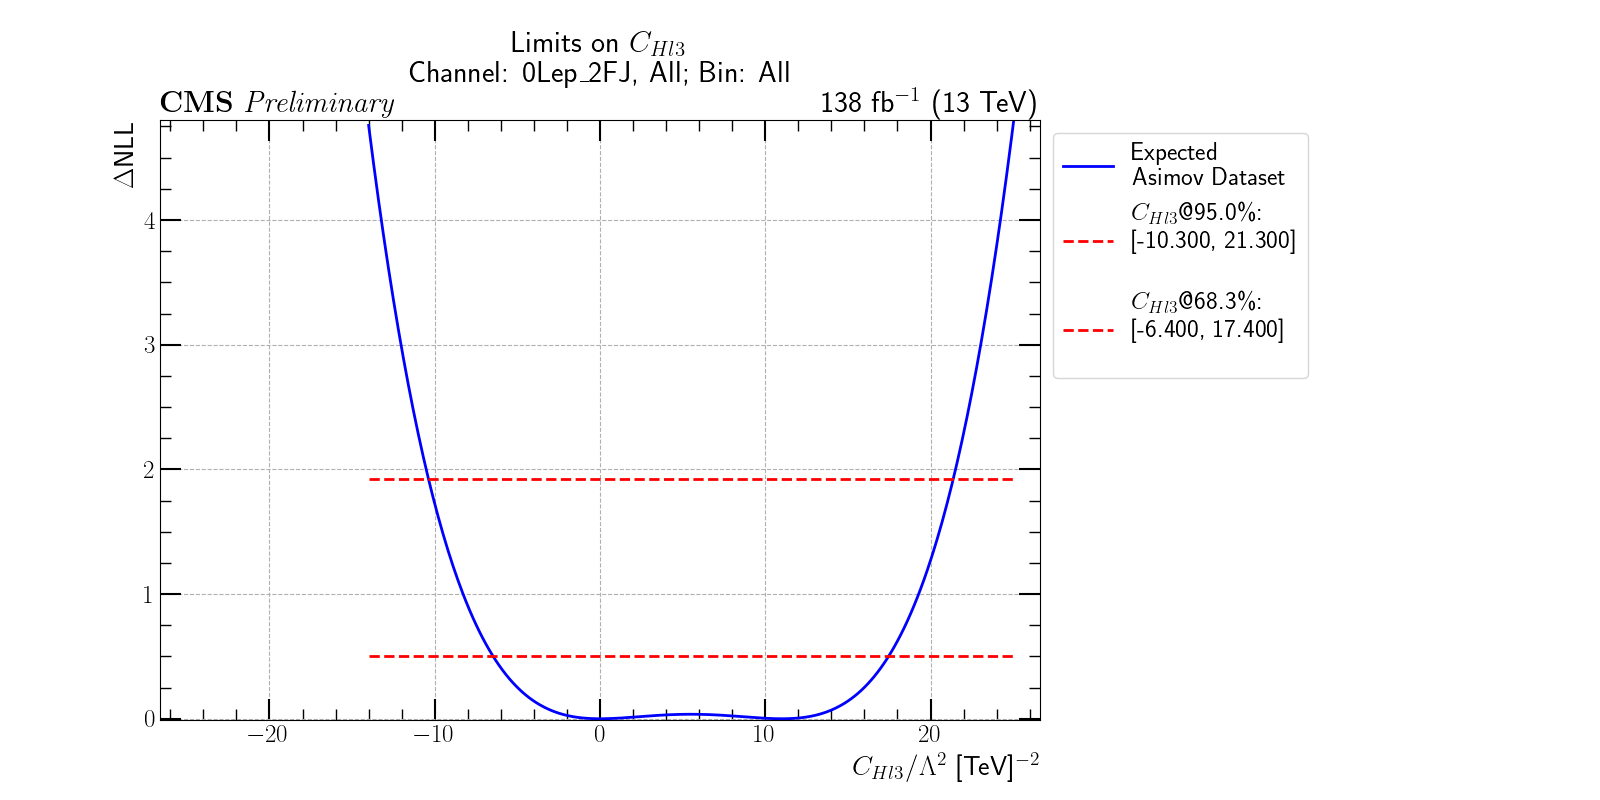 Limits on C_{Hl3}
Channel: 0Lep_2FJ, All; Bin: All
CMS Preliminary
138 fb^{−1} (13 TeV)
ΔNLL
4
3
2
1
0
−20
−10
0
10
20
C_{Hl3}/Λ^{2} [TeV]^{−2}
Expected
Asimov Dataset
C_{Hl3}@95.0%:
[-10.300, 21.300]
C_{Hl3}@68.3%:
[-6.400, 17.400]